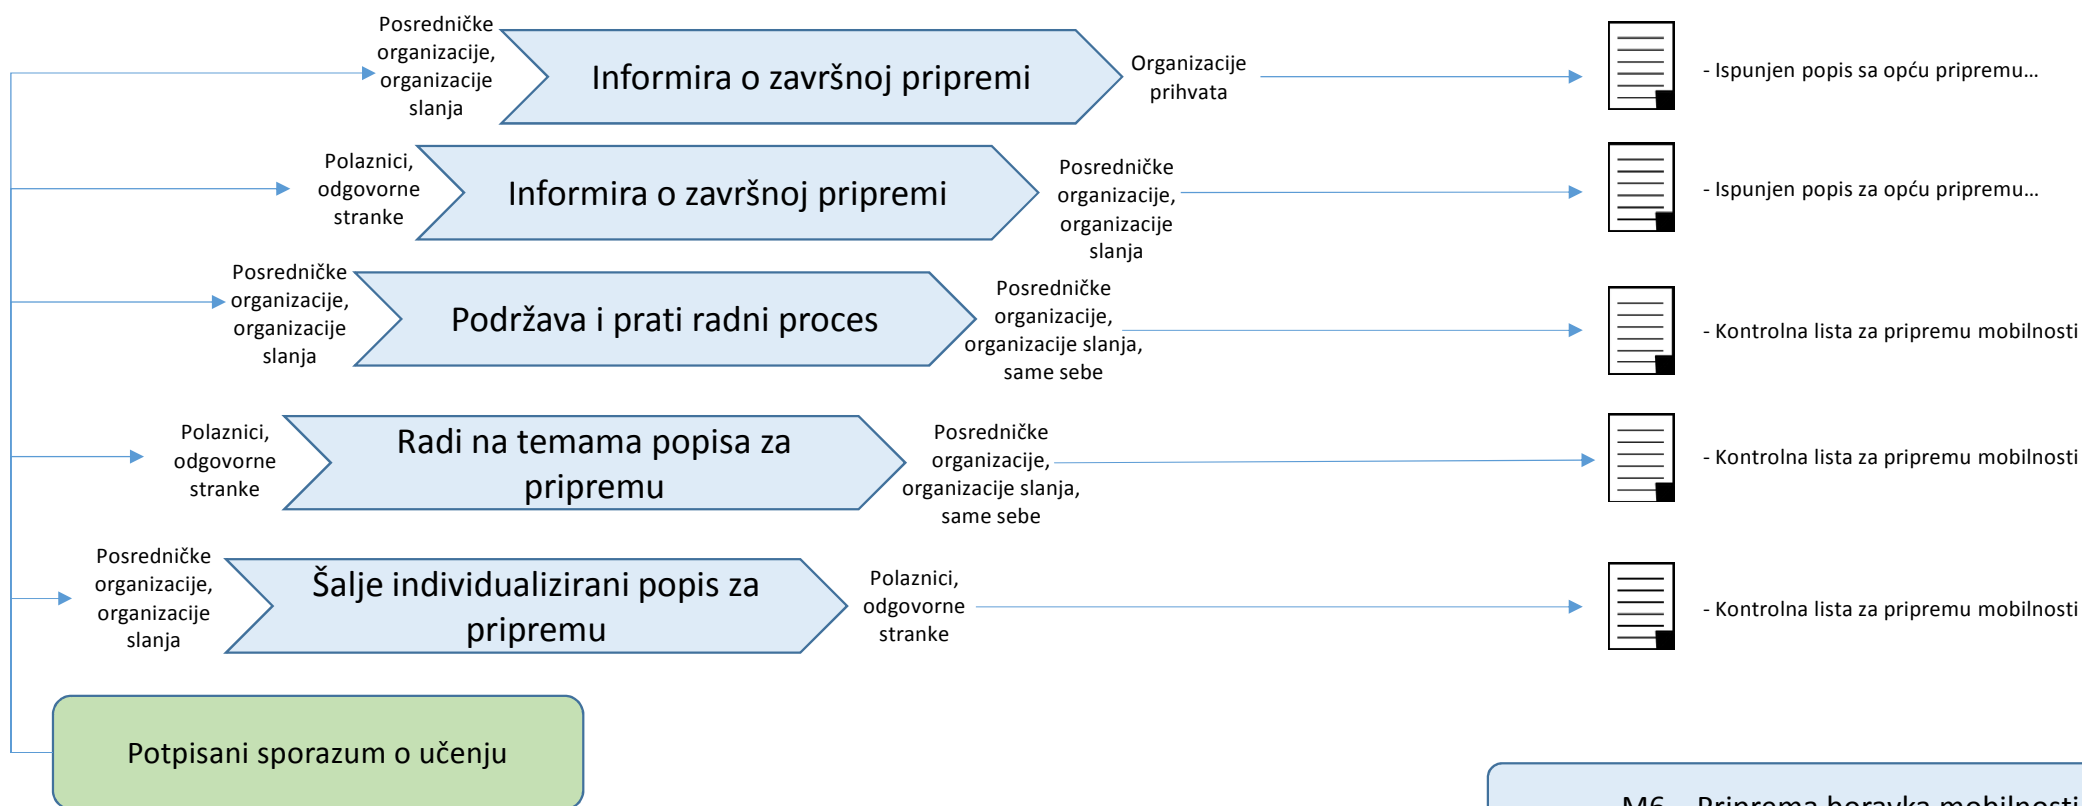 Posredničke
organizacije,
organizacije
slanja
Informira o završnoj pripremi
Organizacije
prihvata
- Ispunjen popis sa opću pripremu…
Polaznici,
odgovorne
stranke
Informira o završnoj pripremi
Posredničke
organizacije,
organizacije
slanja
- Ispunjen popis za opću pripremu…
Posredničke
organizacije,
organizacije
slanja
Podržava i prati radni proces
Posredničke
organizacije,
organizacije slanja,
same sebe
- Kontrolna lista za pripremu mobilnosti
Polaznici,
odgovorne
stranke
Radi na temama popisa za
pripremu
Posredničke
organizacije,
organizacije slanja,
same sebe
- Kontrolna lista za pripremu mobilnosti
Posredničke
organizacije,
organizacije
slanja
Šalje individualizirani popis za
pripremu
Polaznici,
odgovorne
stranke
- Kontrolna lista za pripremu mobilnosti
Potpisani sporazum o učenju
M6 – Priprema boravka mobilnosti